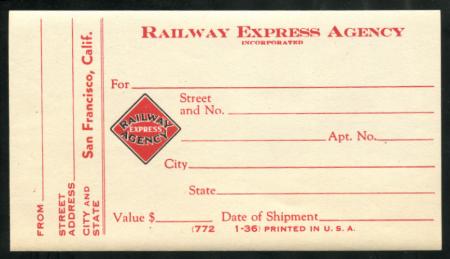 RAILWAY EXPRESS AGENCY
INCORPORATED
FROM
STREET
ADDRESS
CITY AND
STATE
San Francisco, Calif.
For
Street
and No.
RAILWAY
EXPRESS
AGENCY
Apt. No.
City
State
Value $
Date of Shipment
(772
1-36) PRINTED IN U. S. A.